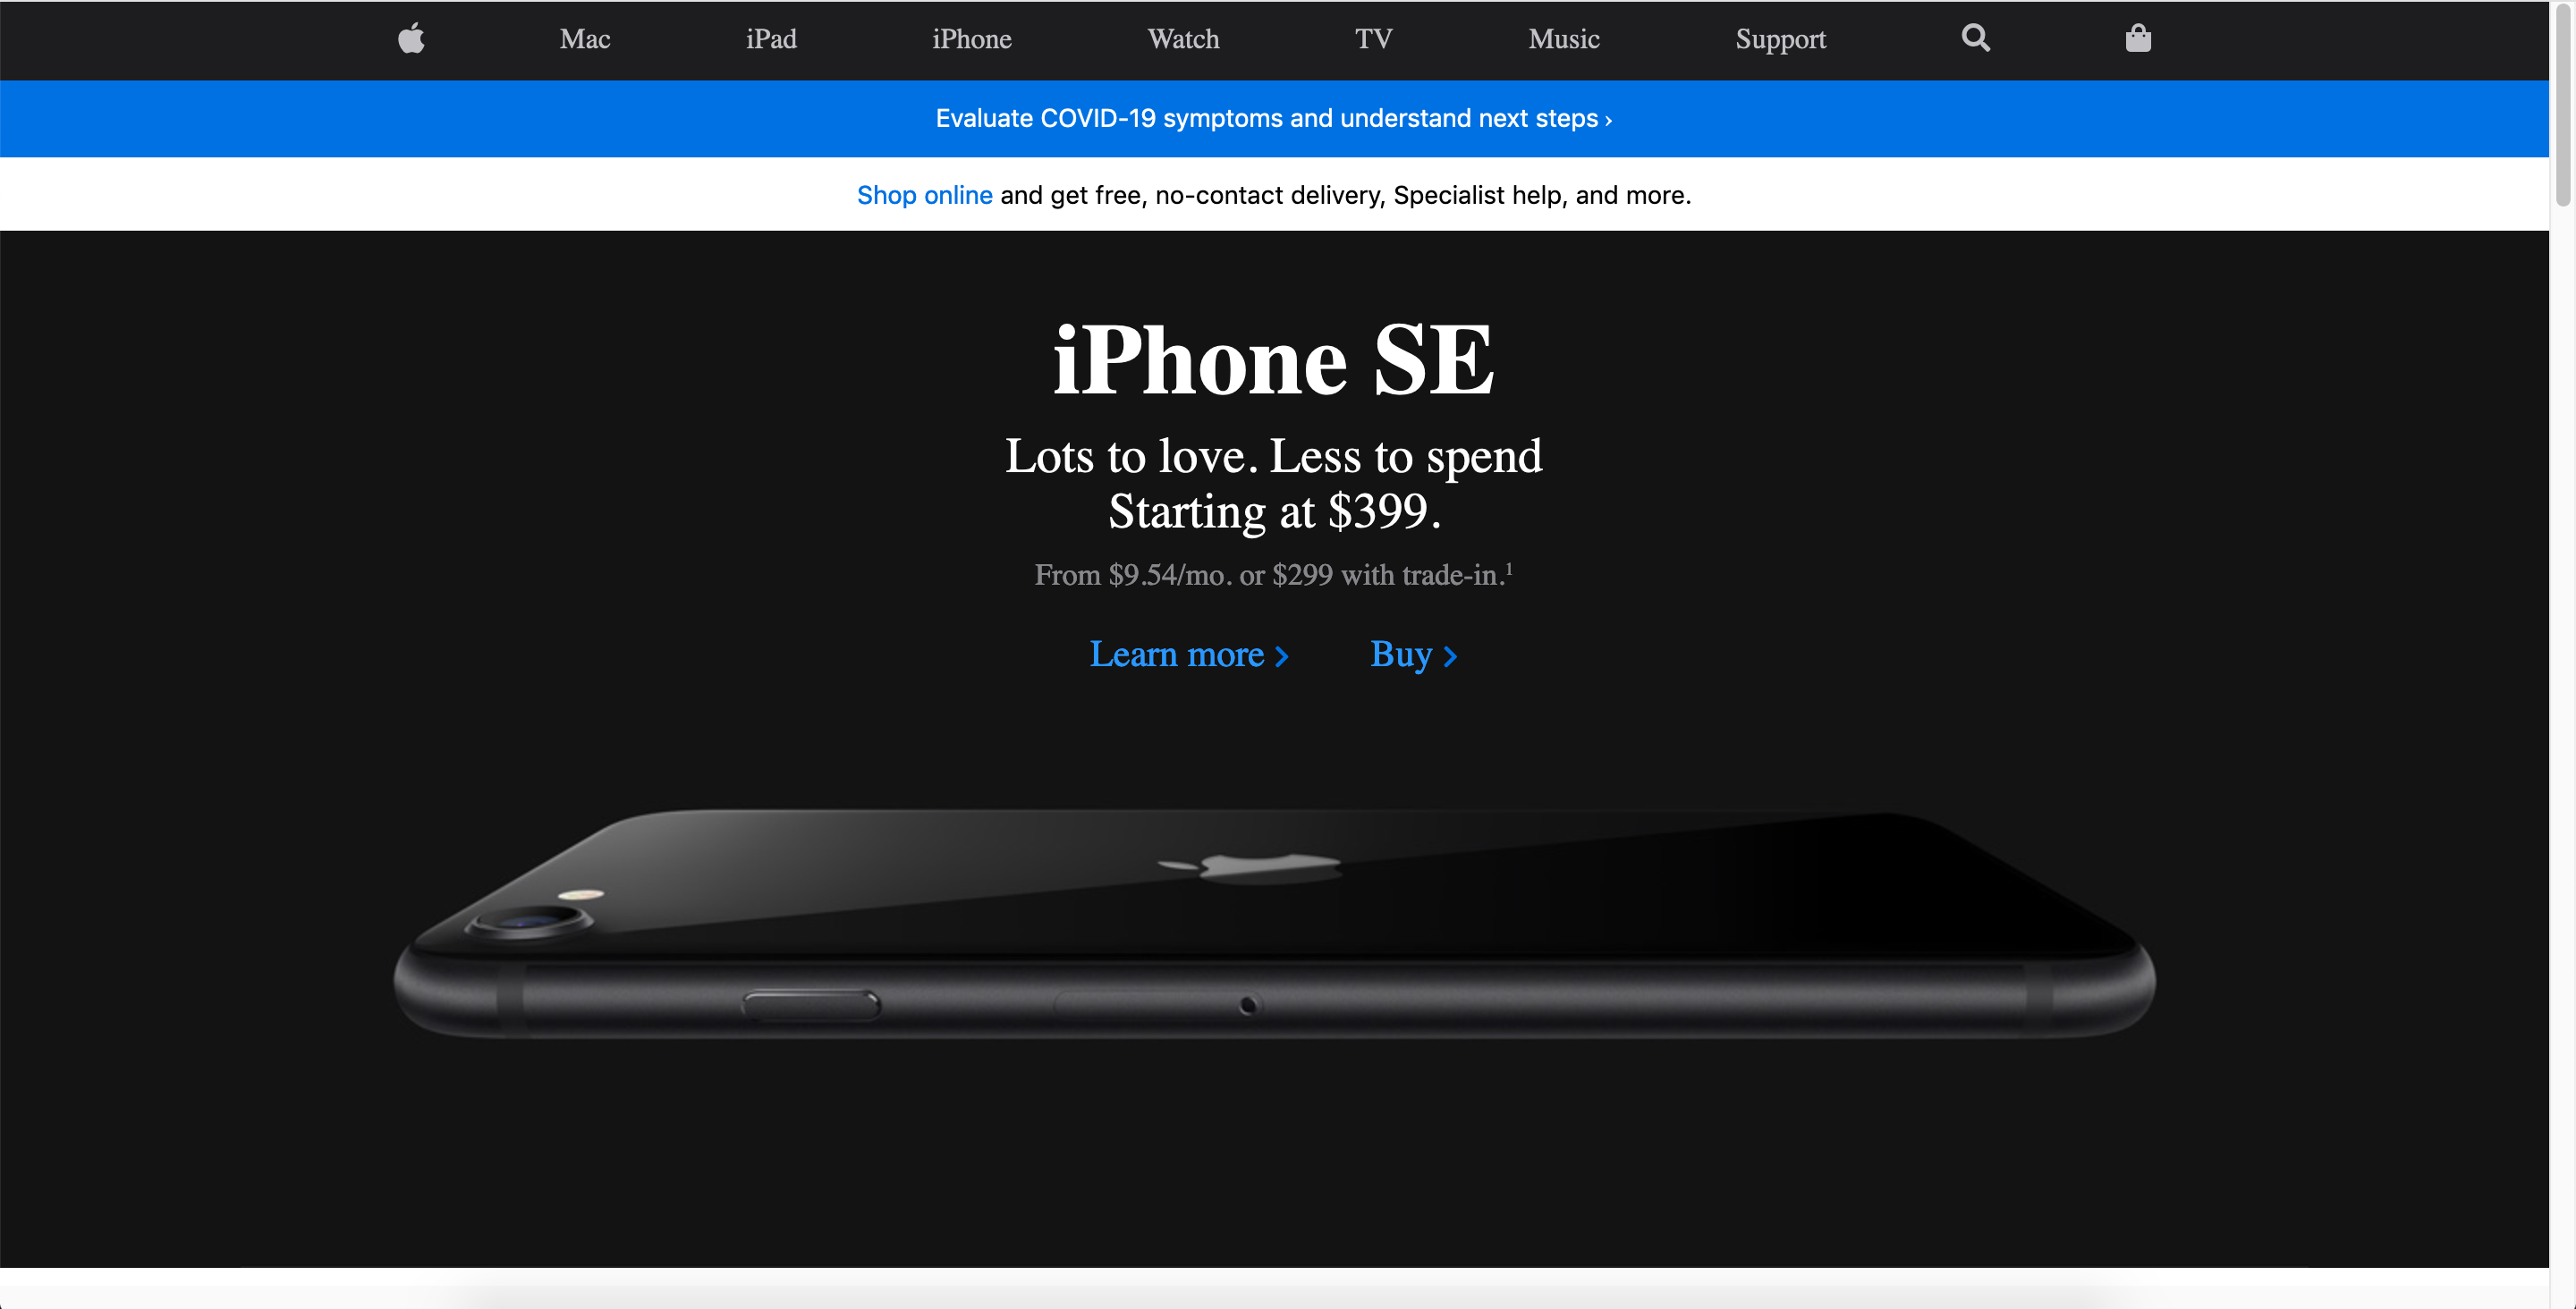 Mac iPad iPhone Watch TV Music Support
Evaluate COVID-19 symptoms and understand next steps ›
Shop online and get free, no-contact delivery, Specialist help, and more.
iPhone SE
Lots to love. Less to spend
Starting at $399.
From $9.54/mo. or $299 with trade-in.¹
Learn more > Buy >